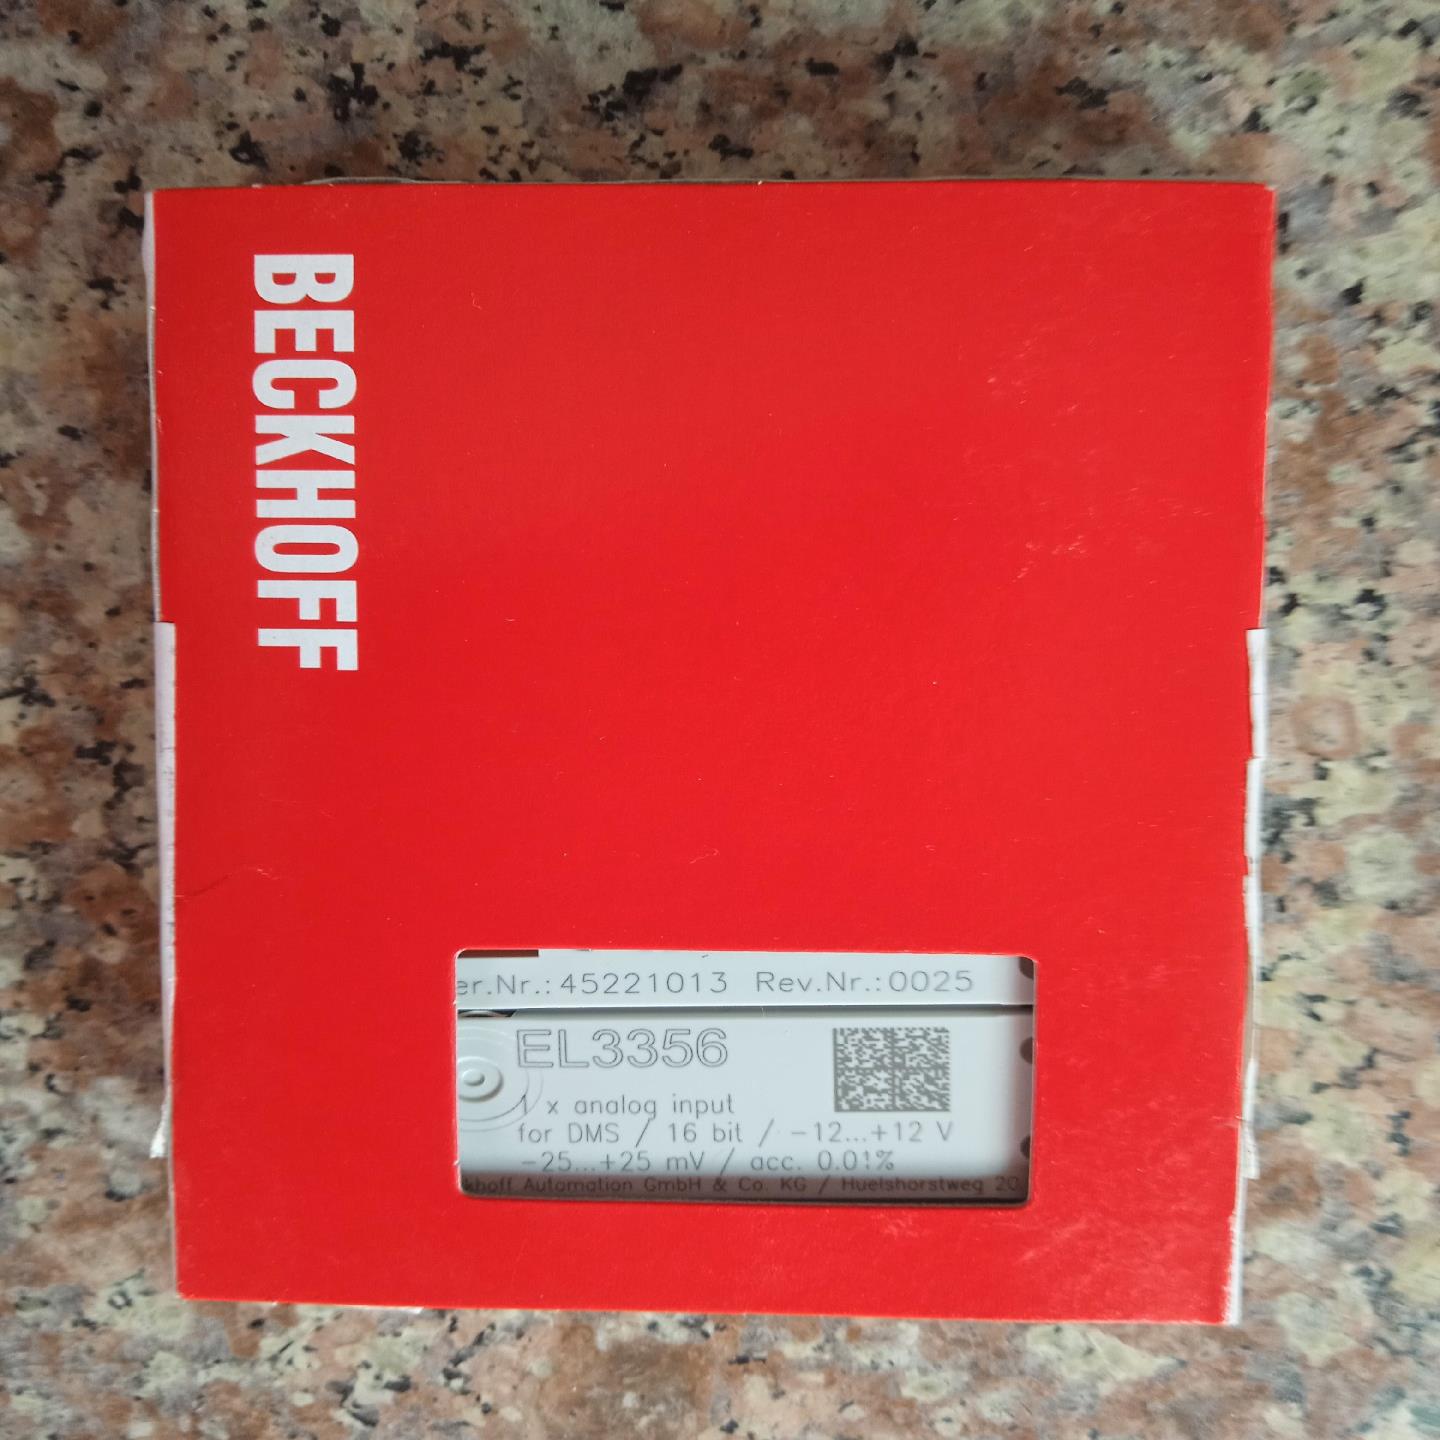 BECKHOFF
er.Nr.: 45221013 Rev.Nr.: 0025
EL3356
1 x analog input
for DMS / 16 bit / -12...+12 V
-25...+25 mV / acc. 0.01%
khoff Automation GmbH & Co. KG / Huelshorstweg 20